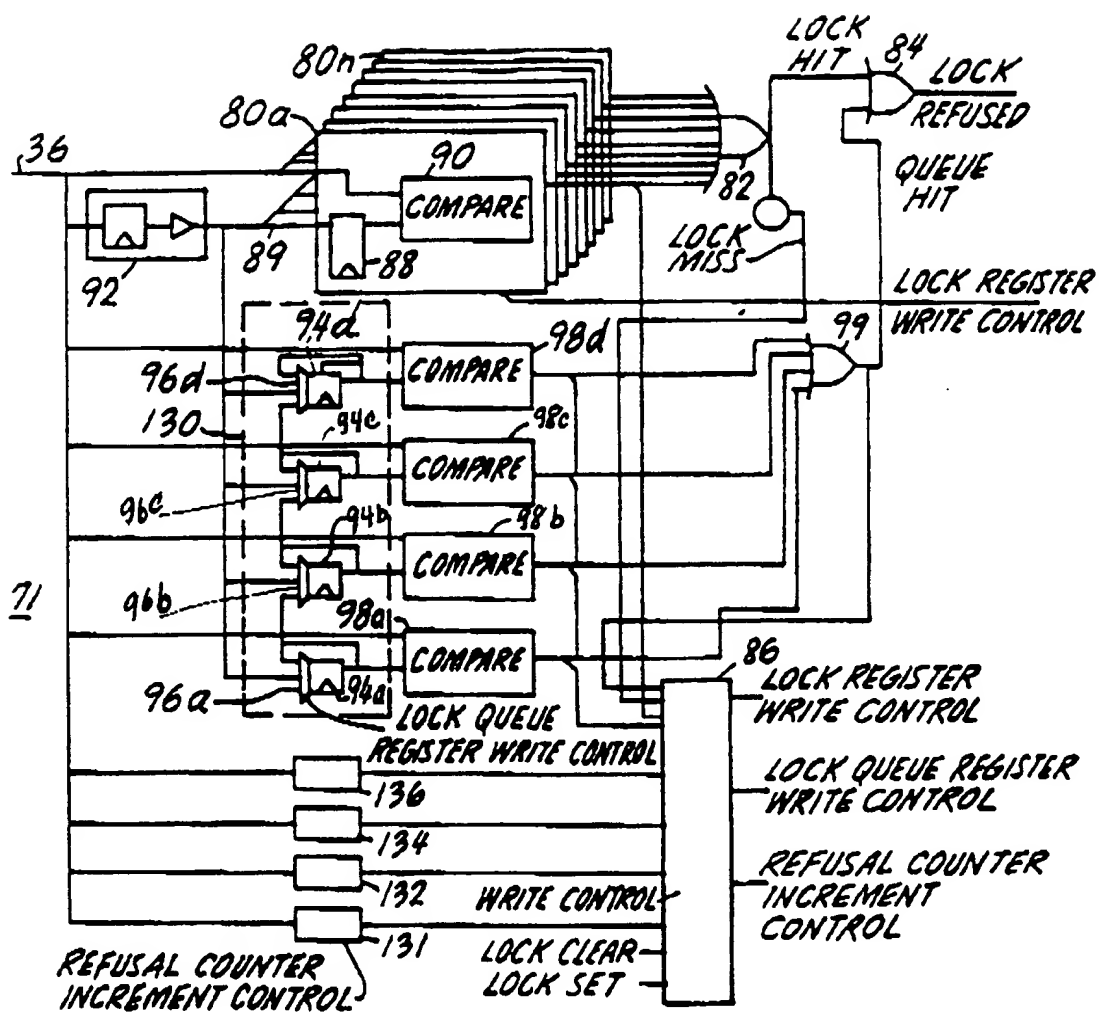 LOCK
HIT
84
LOCK
REFUSED
80n
80a
36
90
COMPARE
82
QUEUE
HIT
LOCK
MISS
92
89
88
LOCK REGISTER
WRITE CONTROL
94d
98d
99
COMPARE
96d
130
94c
98c
COMPARE
96c
94b
98b
COMPARE
96b
71
98a
COMPARE
86
96a
94a
LOCK QUEUE
REGISTER WRITE CONTROL
LOCK REGISTER
WRITE CONTROL
136
LOCK QUEUE REGISTER
WRITE CONTROL
134
132
WRITE CONTROL
REFUSAL COUNTER
INCREMENT
CONTROL
131
LOCK CLEAR
LOCK SET
REFUSAL COUNTER
INCREMENT CONTROL